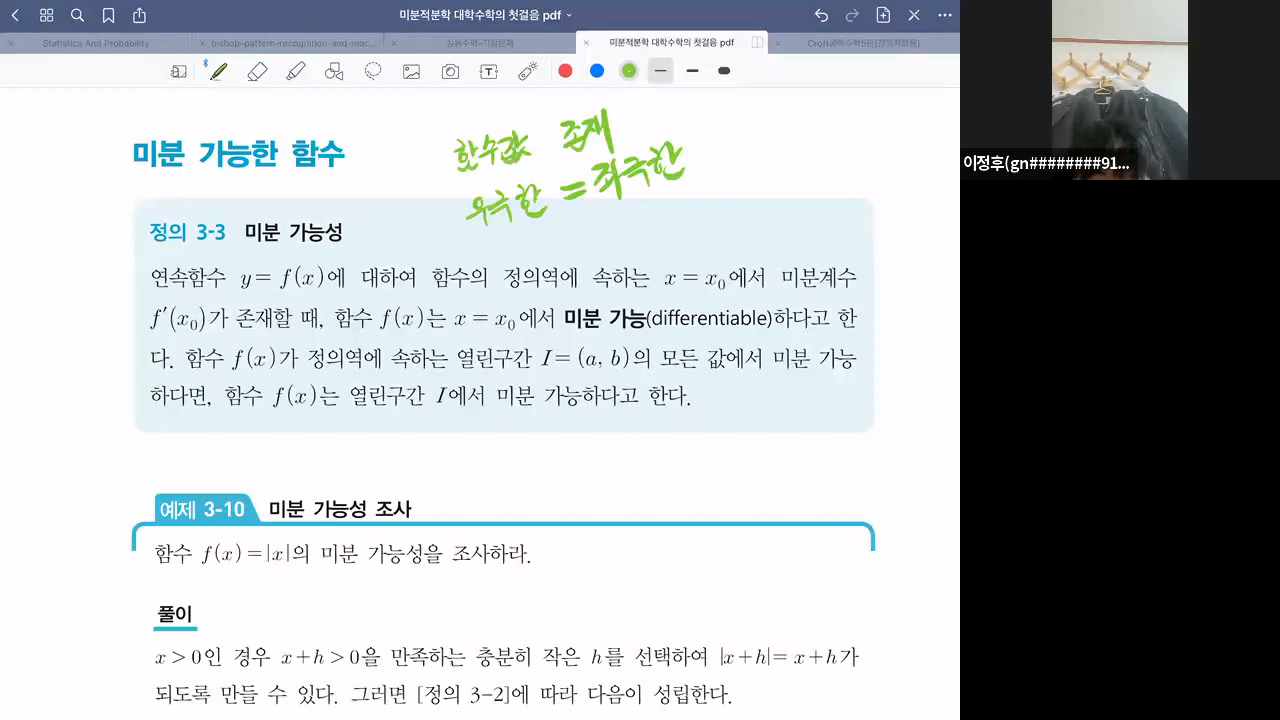 미분적분학 대학수학의 첫걸음 pdf
Statistics And Probability
bishop-pattern-recognition-and-mac...
미분적분학 대학수학의 첫걸음 pdf
이정후(gn########91...
미분 가능한 함수
함수값 존재
우극한 = 좌극한
정의 3-3 미분 가능성
연속함수 y = f(x)에 대하여 함수의 정의역에 속하는 x = x₀에서 미분계수
f′(x₀)가 존재할 때, 함수 f(x)는 x = x₀에서 미분 가능(differentiable)하다고 한
다. 함수 f(x)가 정의역에 속하는 열린구간 I = (a, b)의 모든 값에서 미분 가능
하다면, 함수 f(x)는 열린구간 I에서 미분 가능하다고 한다.
예제 3-10 미분 가능성 조사
함수 f(x) = |x|의 미분 가능성을 조사하라.
풀이
x > 0인 경우 x + h > 0을 만족하는 충분히 작은 h를 선택하여 |x + h| = x + h가
되도록 만들 수 있다. 그러면 [정의 3-2]에 따라 다음이 성립한다.